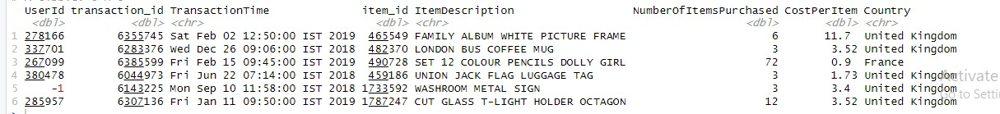 UserId transaction_id TransactionTime item_id ItemDescription NumberOfItemsPurchased CostPerItem Country
<dbl> <dbl> <chr> <dbl> <chr> <dbl> <dbl> <chr>
1 278166 6355745 Sat Feb 02 12:50:00 IST 2019 465549 FAMILY ALBUM WHITE PICTURE FRAME 6 11.7 United Kingdom
2 337701 6283376 Wed Dec 26 09:06:00 IST 2018 482370 LONDON BUS COFFEE MUG 3 3.52 United Kingdom
3 267099 6385599 Fri Feb 15 09:45:00 IST 2019 490728 SET 12 COLOUR PENCILS DOLLY GIRL 72 0.9 France
4 380478 6044973 Fri Jun 22 07:14:00 IST 2018 459186 UNION JACK FLAG LUGGAGE TAG 3 1.73 United Kingdom
5 -1 6143225 Mon Sep 10 11:58:00 IST 2018 1733592 WASHROOM METAL SIGN 3 3.4 United Kingdom
6 285957 6307136 Fri Jan 11 09:50:00 IST 2019 1787247 CUT GLASS T-LIGHT HOLDER OCTAGON 12 3.52 United Kingdom
Activate
Go to Setti